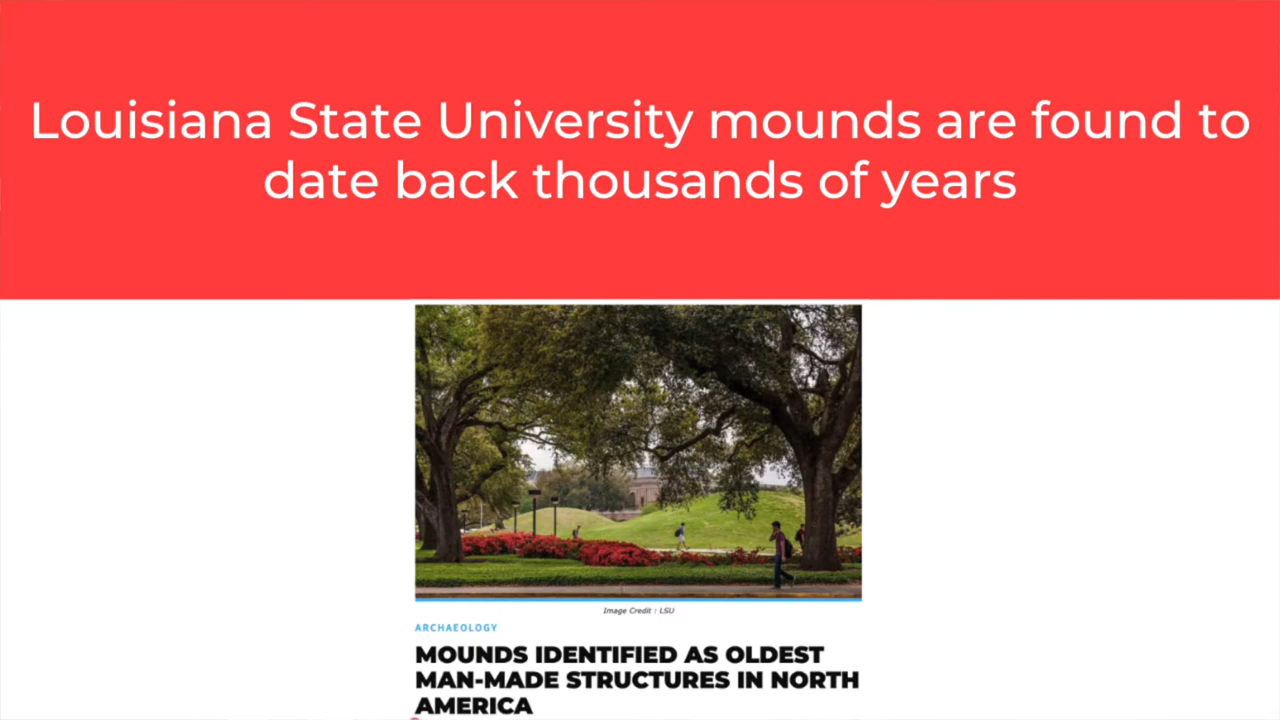 Louisiana State University mounds are found to
date back thousands of years
Image Credit : LSU
ARCHAEOLOGY
MOUNDS IDENTIFIED AS OLDEST
MAN-MADE STRUCTURES IN NORTH
AMERICA